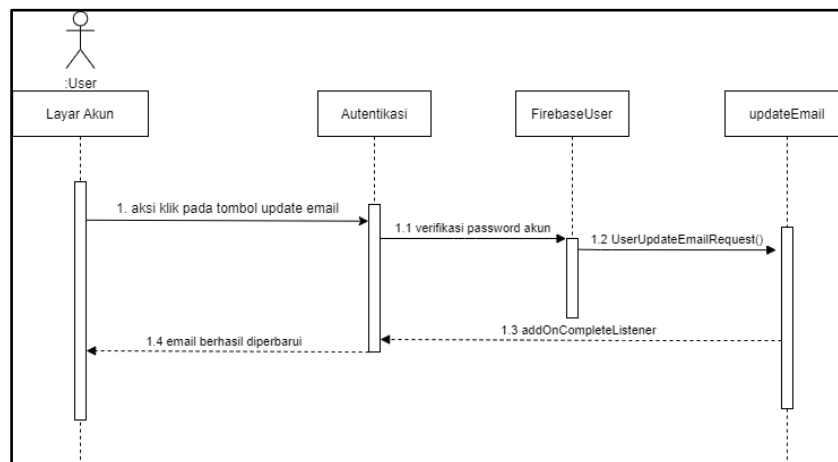 :User
Layar Akun
Autentikasi
FirebaseUser
updateEmail
1. aksi klik pada tombol update email
1.1 verifikasi password akun
1.2 UserUpdateEmailRequest()
1.3 addOnCompleteListener
1.4 email berhasil diperbarui